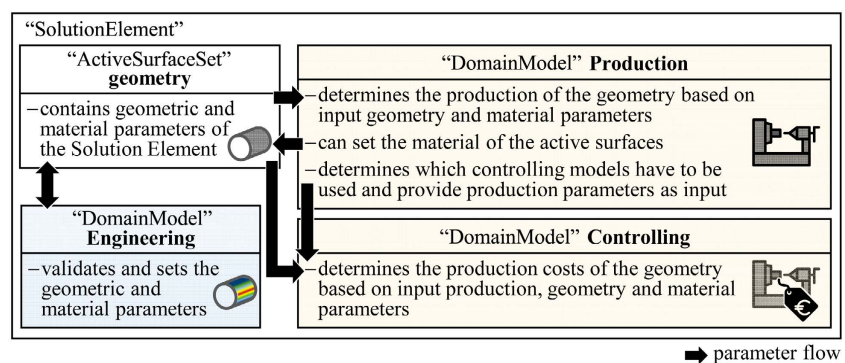 “SolutionElement”
“ActiveSurfaceSet”
geometry
–contains geometric and
material parameters of
the Solution Element
“DomainModel”
Engineering
–validates and sets the
geometric and
material parameters
“DomainModel” Production
–determines the production of the geometry based on
input geometry and material parameters
–can set the material of the active surfaces
–determines which controlling models have to be
used and provide production parameters as input
“DomainModel” Controlling
–determines the production costs of the geometry
based on input production, geometry and material
parameters
€
parameter flow